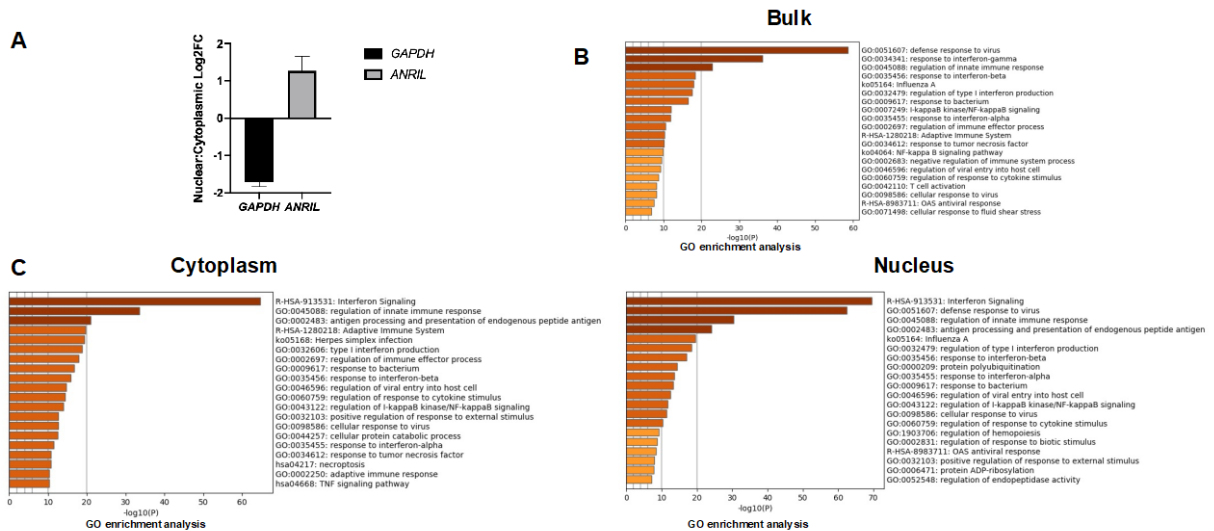 A
Nuclear:Cytoplasmic Log2FC
2
1
0
-1
-2
GAPDH ANRIL
GAPDH
ANRIL
Bulk
B
GO:0051607: defense response to virus
GO:0034341: response to interferon-gamma
GO:0045088: regulation of innate immune response
GO:0035456: response to interferon-beta
ko05164: Influenza A
GO:0032479: regulation of type I interferon production
GO:0009617: response to bacterium
GO:0007249: I-kappaB kinase/NF-kappaB signaling
GO:0035455: response to interferon-alpha
GO:0002697: regulation of immune effector process
R-HSA-1280218: Adaptive Immune System
GO:0034612: response to tumor necrosis factor
ko04064: NF-kappa B signaling pathway
GO:0002683: negative regulation of immune system process
GO:0046596: regulation of viral entry into host cell
GO:0060759: regulation of response to cytokine stimulus
GO:0042110: T cell activation
GO:0098586: cellular response to virus
R-HSA-8983711: OAS antiviral response
GO:0071498: cellular response to fluid shear stress
0 10 20 30 40 50 60
-log10(P)
GO enrichment analysis
C
Cytoplasm
R-HSA-913531: Interferon Signaling
GO:0045088: regulation of innate immune response
GO:0002483: antigen processing and presentation of endogenous peptide antigen
R-HSA-1280218: Adaptive Immune System
ko05168: Herpes simplex infection
GO:0032606: type I interferon production
GO:0002697: regulation of immune effector process
GO:0009617: response to bacterium
GO:0035456: response to interferon-beta
GO:0046596: regulation of viral entry into host cell
GO:0060759: regulation of response to cytokine stimulus
GO:0043122: regulation of I-kappaB kinase/NF-kappaB signaling
GO:0032103: positive regulation of response to external stimulus
GO:0098586: cellular response to virus
GO:0044257: cellular protein catabolic process
GO:0035455: response to interferon-alpha
GO:0034612: response to tumor necrosis factor
hsa04217: necroptosis
GO:0002250: adaptive immune response
hsa04668: TNF signaling pathway
0 10 20 30 40 50 60
-log10(P)
GO enrichment analysis
Nucleus
R-HSA-913531: Interferon Signaling
GO:0051607: defense response to virus
GO:0045088: regulation of innate immune response
GO:0002483: antigen processing and presentation of endogenous peptide antigen
ko05164: Influenza A
GO:0032479: regulation of type I interferon production
GO:0035456: response to interferon-beta
GO:0000209: protein polyubiquitination
GO:0035455: response to interferon-alpha
GO:0009617: response to bacterium
GO:0046596: regulation of viral entry into host cell
GO:0043122: regulation of I-kappaB kinase/NF-kappaB signaling
GO:0098586: cellular response to virus
GO:0060759: regulation of response to cytokine stimulus
GO:1903706: regulation of hemopoiesis
GO:0002831: regulation of response to biotic stimulus
R-HSA-8983711: OAS antiviral response
GO:0032103: positive regulation of response to external stimulus
GO:0006471: protein ADP-ribosylation
GO:0052548: regulation of endopeptidase activity
0 10 20 30 40 50 60 70
-log10(P)
GO enrichment analysis